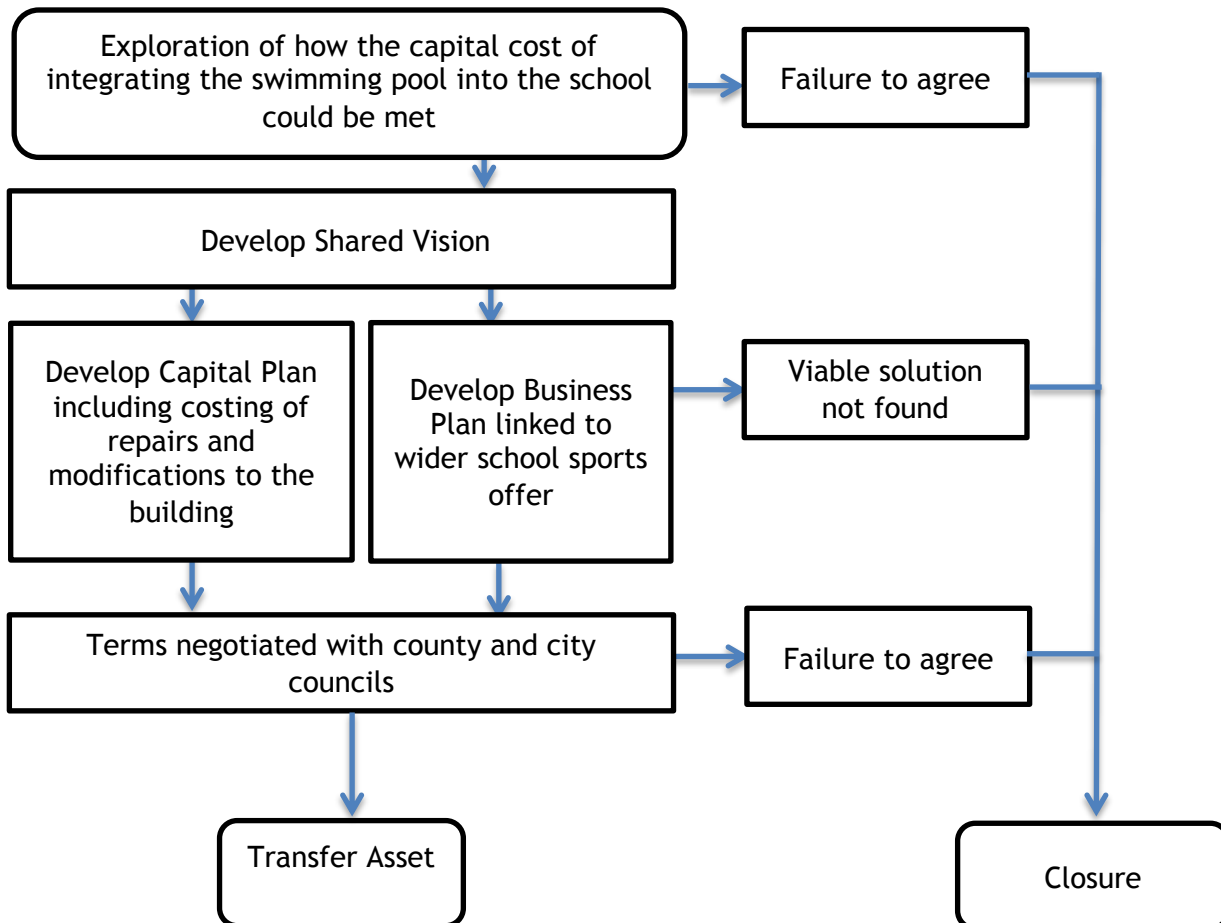 Exploration of how the capital cost of
integrating the swimming pool into the school
could be met
Failure to agree
Develop Shared Vision
Develop Capital Plan
including costing of
repairs and
modifications to the
building
Develop Business
Plan linked to
wider school sports
offer
Viable solution
not found
Terms negotiated with county and city
councils
Failure to agree
Transfer Asset
Closure